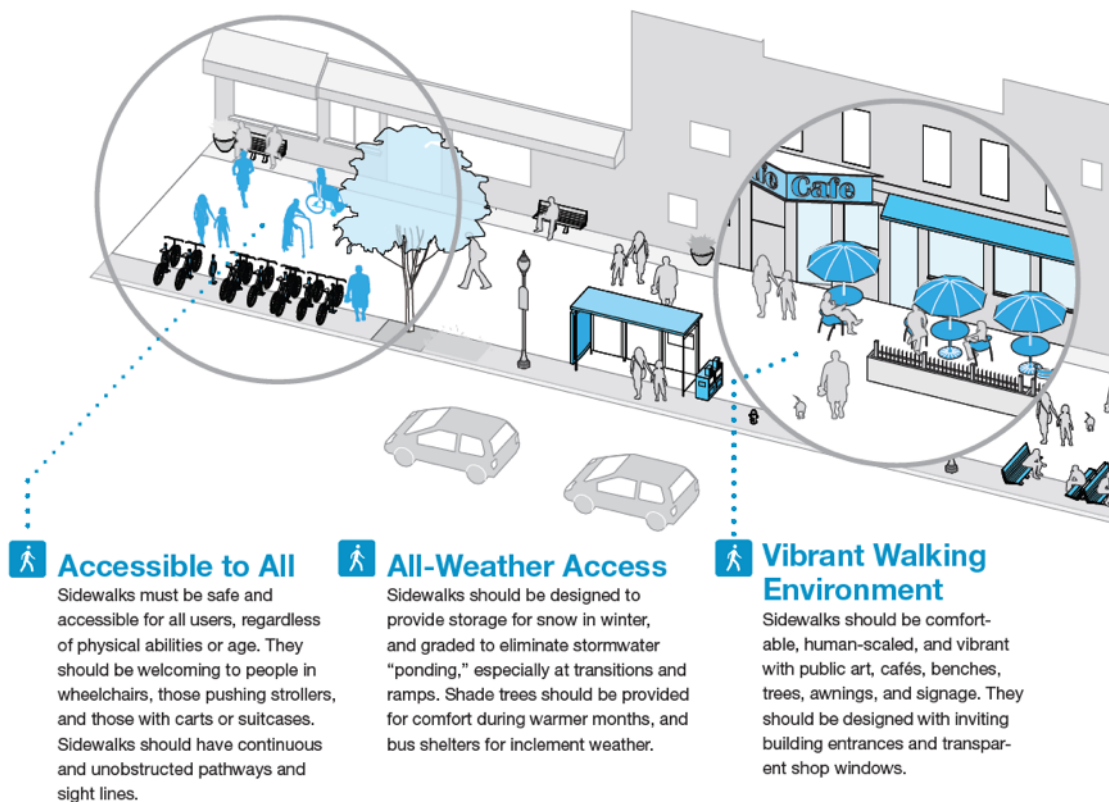 Cafe
Accessible to All
Sidewalks must be safe and
accessible for all users, regardless
of physical abilities or age. They
should be welcoming to people in
wheelchairs, those pushing strollers,
and those with carts or suitcases.
Sidewalks should have continuous
and unobstructed pathways and
sight lines.
All-Weather Access
Sidewalks should be designed to
provide storage for snow in winter,
and graded to eliminate stormwater
“ponding,” especially at transitions and
ramps. Shade trees should be provided
for comfort during warmer months, and
bus shelters for inclement weather.
Vibrant Walking
Environment
Sidewalks should be comfort-
able, human-scaled, and vibrant
with public art, cafés, benches,
trees, awnings, and signage. They
should be designed with inviting
building entrances and transpar-
ent shop windows.